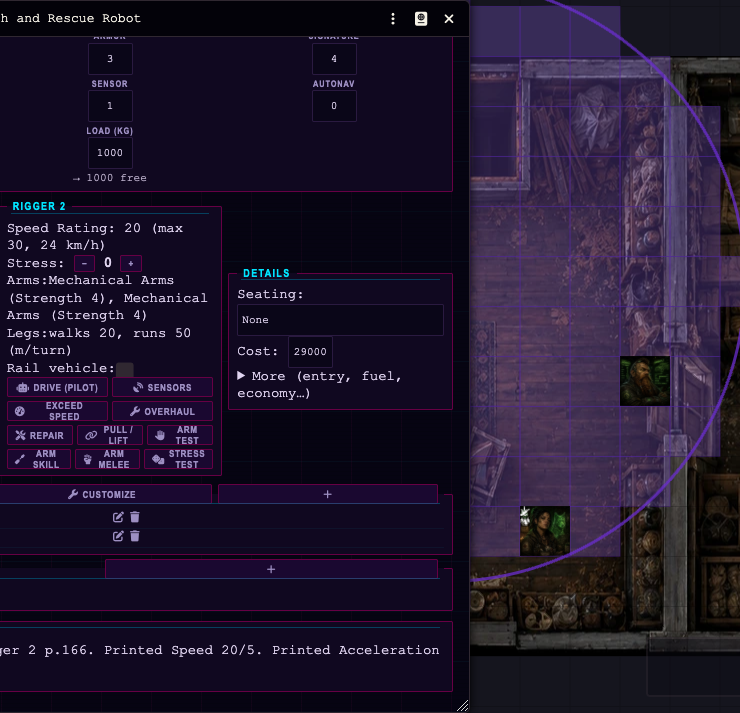 h and Rescue Robot
ARMOR
SIGNATURE
3
4
SENSOR
AUTONAV
1
0
LOAD (KG)
1000
→ 1000 free
RIGGER 2
Speed Rating: 20 (max
30, 24 km/h)
Stress: - 0 +
Arms:Mechanical Arms
(Strength 4), Mechanical
Arms (Strength 4)
Legs:walks 20, runs 50
(m/turn)
Rail vehicle:
DRIVE (PILOT)
SENSORS
EXCEED
SPEED
OVERHAUL
REPAIR
PULL /
LIFT
ARM
TEST
ARM
SKILL
ARM
MELEE
STRESS
TEST
DETAILS
Seating:
None
Cost: 29000
▶ More (entry, fuel,
economy…)
CUSTOMIZE
+
+
ger 2 p.166. Printed Speed 20/5. Printed Acceleration